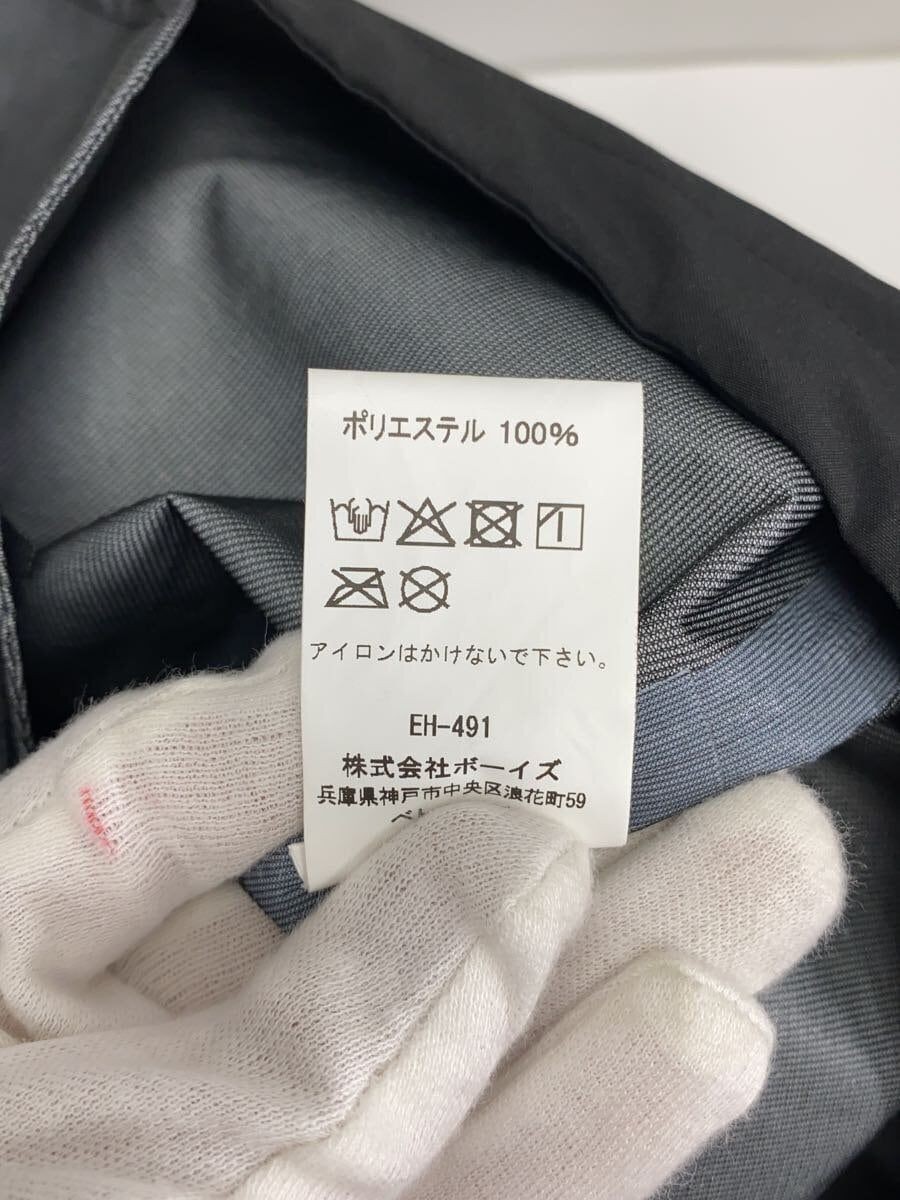 ポリエステル 100%
アイロンはかけないで下さい。
EH-491
株式会社ボーイズ
兵庫県神戸市中央区浪花町59